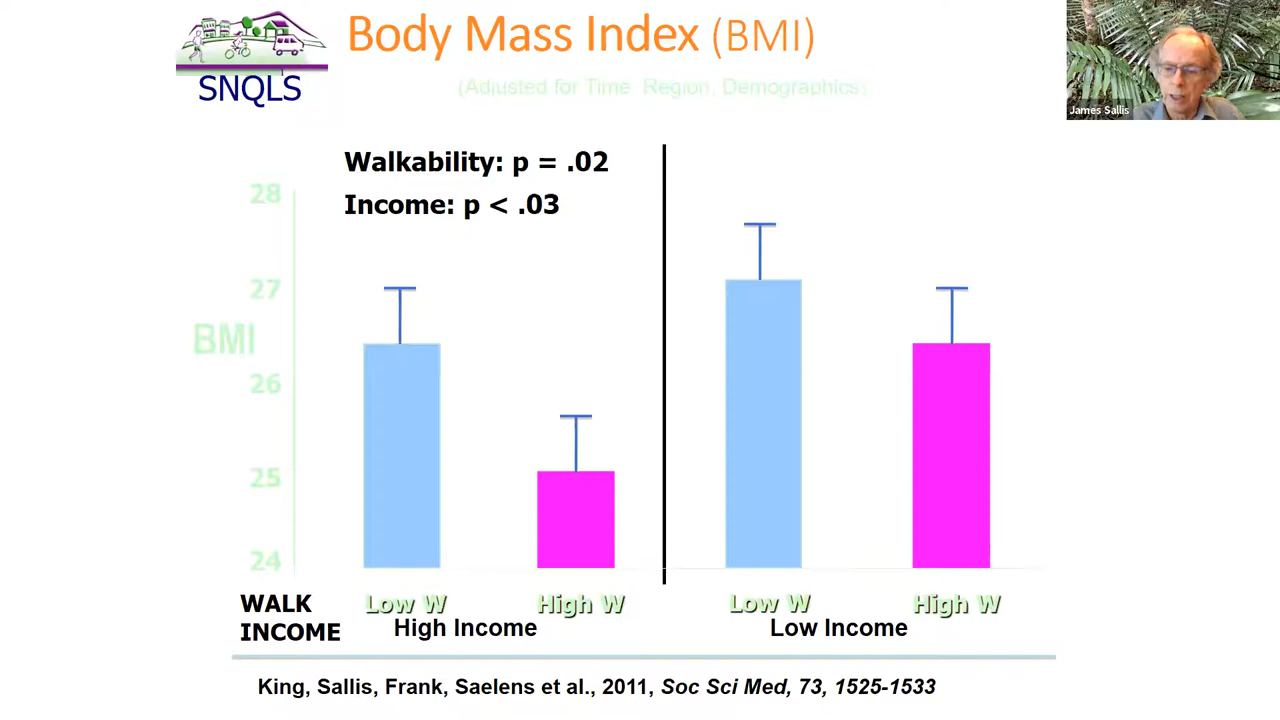 SNQLS
Body Mass Index (BMI)
(Adjusted for Time, Region, Demographics)
James Sallis
Walkability: p = .02
Income: p < .03
28
27
BMI
26
25
24
WALK
INCOME
Low W
High W
Low W
High W
High Income
Low Income
King, Sallis, Frank, Saelens et al., 2011, Soc Sci Med, 73, 1525-1533